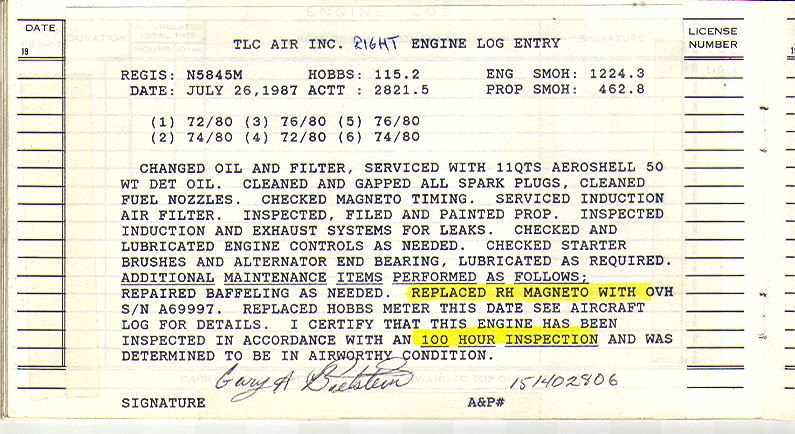 ENGINE LOG
DATE
19
LICENSE
NUMBER
TLC AIR INC. RIGHT ENGINE LOG ENTRY
REGIS: N5845M HOBBS: 115.2 ENG SMOH: 1224.3
DATE: JULY 26,1987 ACTT : 2821.5 PROP SMOH: 462.8
(1) 72/80 (3) 76/80 (5) 76/80
(2) 74/80 (4) 72/80 (6) 74/80
CHANGED OIL AND FILTER, SERVICED WITH 11QTS AEROSHELL 50
WT DET OIL. CLEANED AND GAPPED ALL SPARK PLUGS, CLEANED
FUEL NOZZLES. CHECKED MAGNETO TIMING. SERVICED INDUCTION
AIR FILTER. INSPECTED, FILED AND PAINTED PROP. INSPECTED
INDUCTION AND EXHAUST SYSTEMS FOR LEAKS. CHECKED AND
LUBRICATED ENGINE CONTROLS AS NEEDED. CHECKED STARTER
BRUSHES AND ALTERNATOR END BEARING, LUBRICATED AS REQUIRED.
ADDITIONAL MAINTENANCE ITEMS PERFORMED AS FOLLOWS;
REPAIRED BAFFELING AS NEEDED. REPLACED RH MAGNETO WITH OVH
S/N A69997. REPLACED HOBBS METER THIS DATE SEE AIRCRAFT
LOG FOR DETAILS. I CERTIFY THAT THIS ENGINE HAS BEEN
INSPECTED IN ACCORDANCE WITH AN 100 HOUR INSPECTION AND WAS
DETERMINED TO BE IN AIRWORTHY CONDITION.
Gary A 151402806
SIGNATURE A&P#